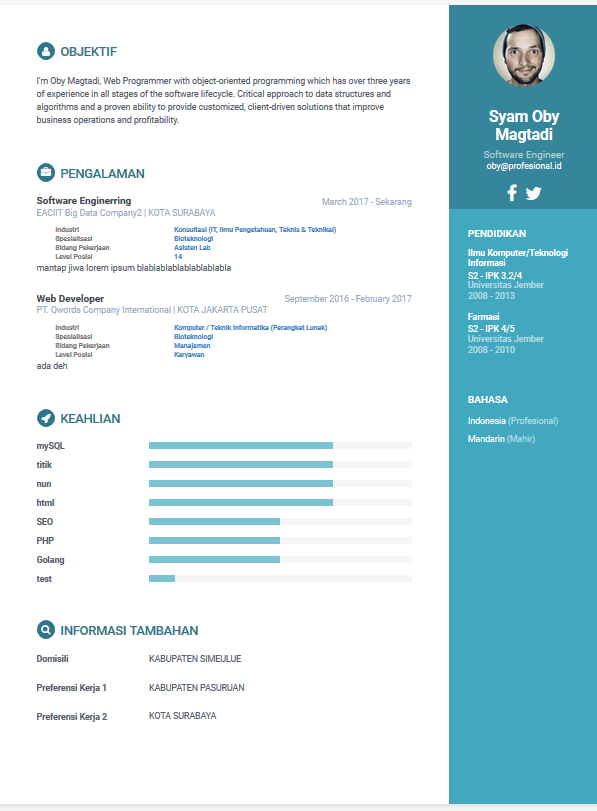 OBJEKTIF
I'm Oby Magtadi, Web Programmer with object-oriented programming which has over three years
of experience in all stages of the software lifecycle. Critical approach to data structures and
algorithms and a proven ability to provide customized, client-driven solutions that improve
business operations and profitability.
PENGALAMAN
Software Enginerring March 2017 - Sekarang
EACIIT Big Data Company2 | KOTA SURABAYA
Industri Konsultasi (IT, Ilmu Pengetahuan, Teknis & Teknikal)
Spesialisasi Bioteknologi
Bidang Pekerjaan Asisten Lab
Level Posisi 14
mantap jiwa lorem ipsum blablablablablablablabla
Web Developer September 2016 - February 2017
PT. Qwords Company International | KOTA JAKARTA PUSAT
Industri Komputer / Teknik Informatika (Perangkat Lunak)
Spesialisasi Bioteknologi
Bidang Pekerjaan Manajemen
Level Posisi Karyawan
ada deh
KEAHLIAN
mySQL
titik
nun
html
SEO
PHP
Golang
test
INFORMASI TAMBAHAN
Domisili KABUPATEN SIMEULUE
Preferensi Kerja 1 KABUPATEN PASURUAN
Preferensi Kerja 2 KOTA SURABAYA
Syam Oby
Magtadi
Software Engineer
oby@profesional.id
PENDIDIKAN
Ilmu Komputer/Teknologi
Informasi
S2 - IPK 3.2/4
Universitas Jember
2008 - 2013
Farmasi
S2 - IPK 4/5
Universitas Jember
2008 - 2010
BAHASA
Indonesia (Profesional)
Mandarin (Mahir)